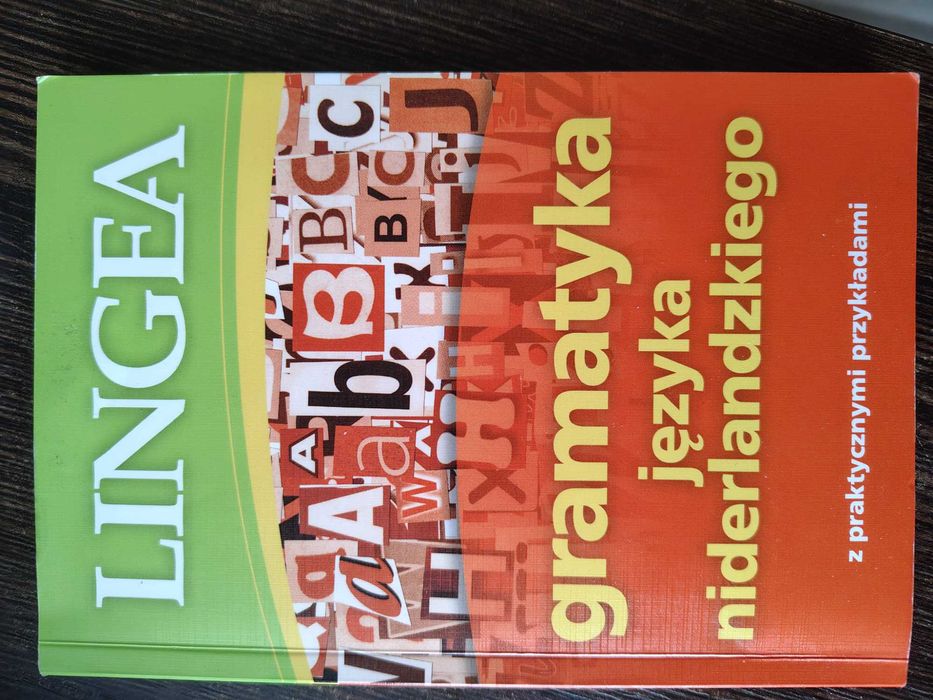 LINGEA
gramatyka
języka
niderlandzkiego
z praktycznymi przykładami